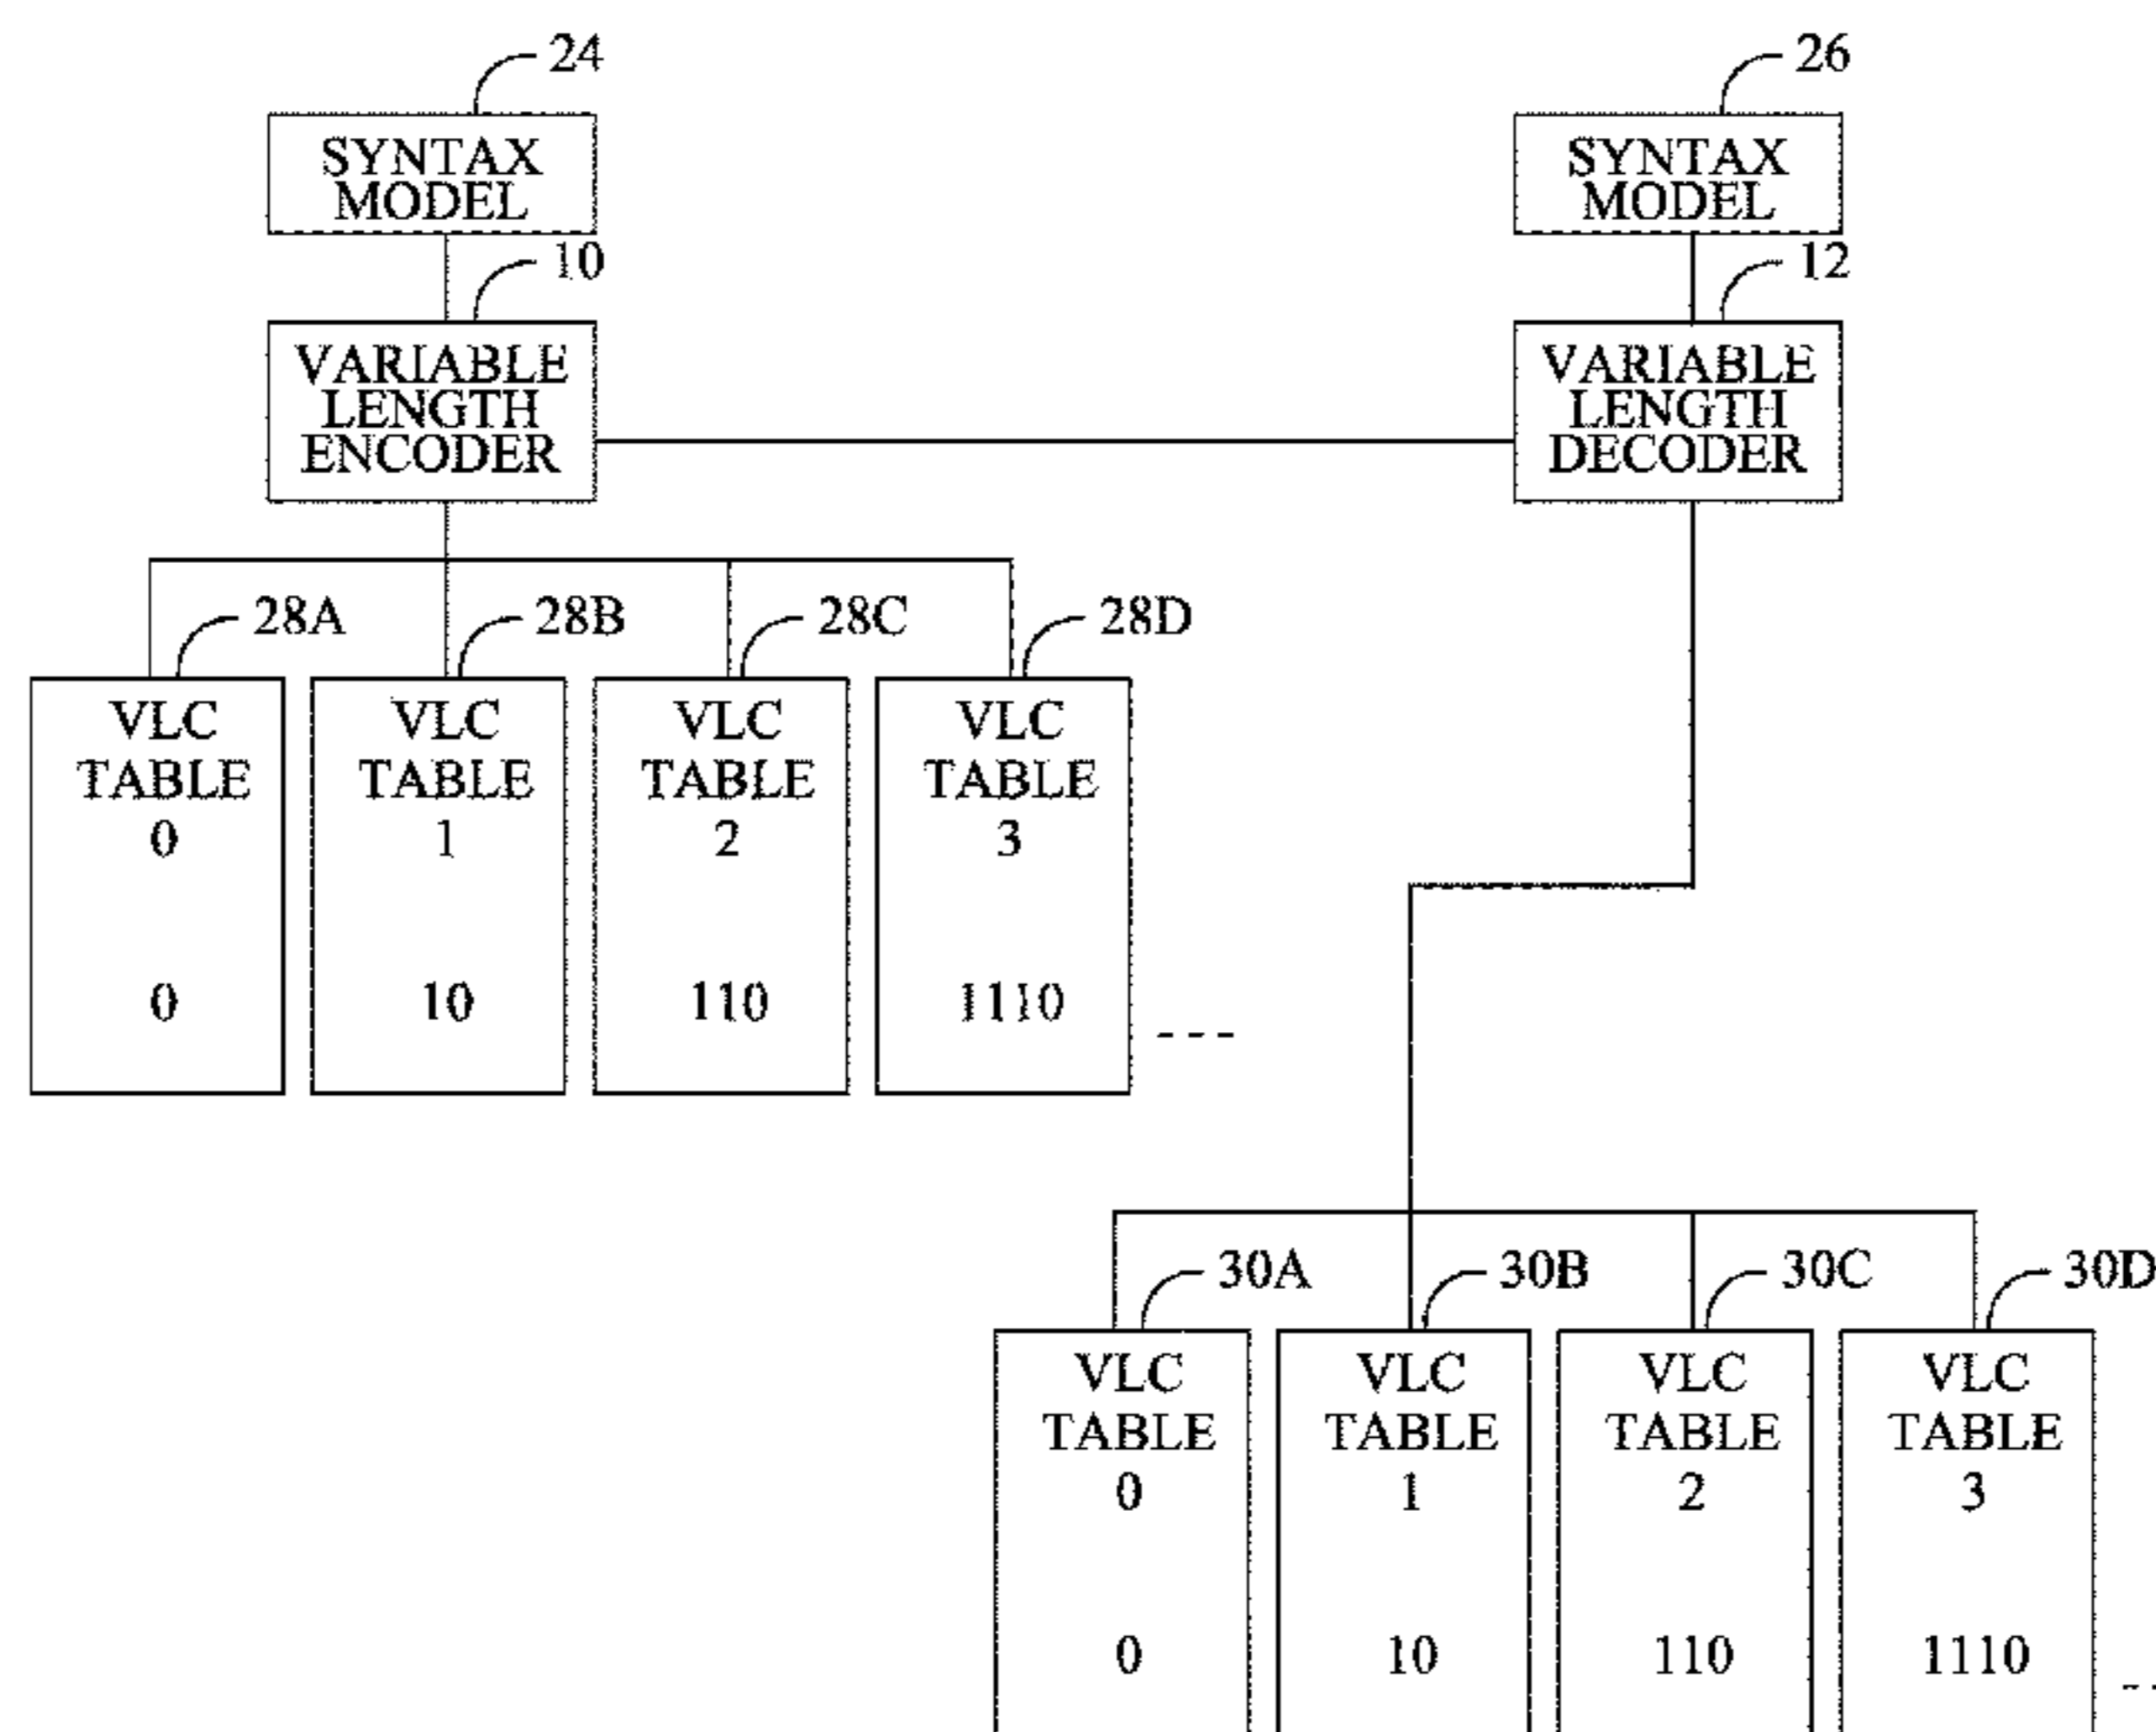 24
26
SYNTAX
MODEL
SYNTAX
MODEL
10
12
VARIABLE
LENGTH
ENCODER
VARIABLE
LENGTH
DECODER
28A
28B
28C
28D
VLC
TABLE
0
0
VLC
TABLE
1
10
VLC
TABLE
2
110
VLC
TABLE
3
1110
---
30A
30B
30C
30D
VLC
TABLE
0
0
VLC
TABLE
1
10
VLC
TABLE
2
110
VLC
TABLE
3
1110
--